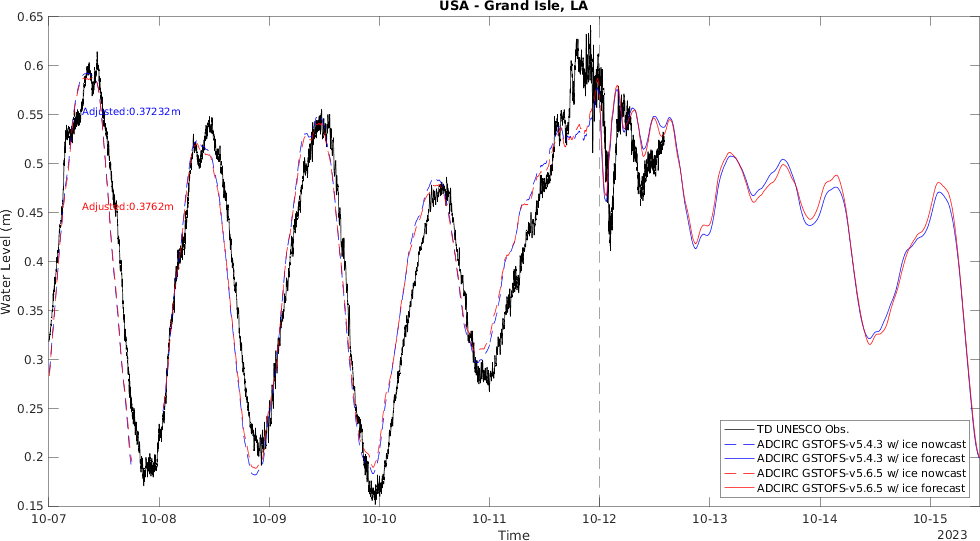 USA - Grand Isle, LA
0.65
0.6
0.55
0.5
0.45
0.4
0.35
0.3
0.25
0.2
0.15
Water Level (m)
Adjusted:0.37232m
Adjusted:0.3762m
TD UNESCO Obs.
ADCIRC GSTOFS-v5.4.3 w/ ice nowcast
ADCIRC GSTOFS-v5.4.3 w/ ice forecast
ADCIRC GSTOFS-v5.6.5 w/ ice nowcast
ADCIRC GSTOFS-v5.6.5 w/ ice forecast
10-07 10-08 10-09 10-10 10-11 10-12 10-13 10-14 10-15
Time
2023